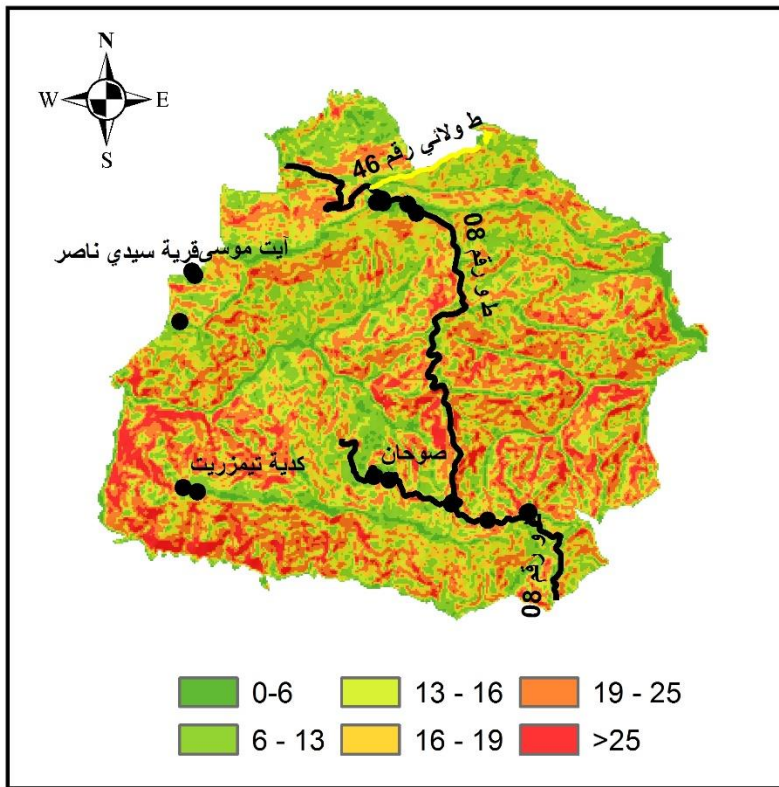 N
W E
S
ط ولائي رقم 46
ط و رقم 08
آيت موسى
قرية سيدي ناصر
صوحان
كدية تيمزريت
و رقم 08
0-6
13 - 16
19 - 25
6 - 13
16 - 19
>25